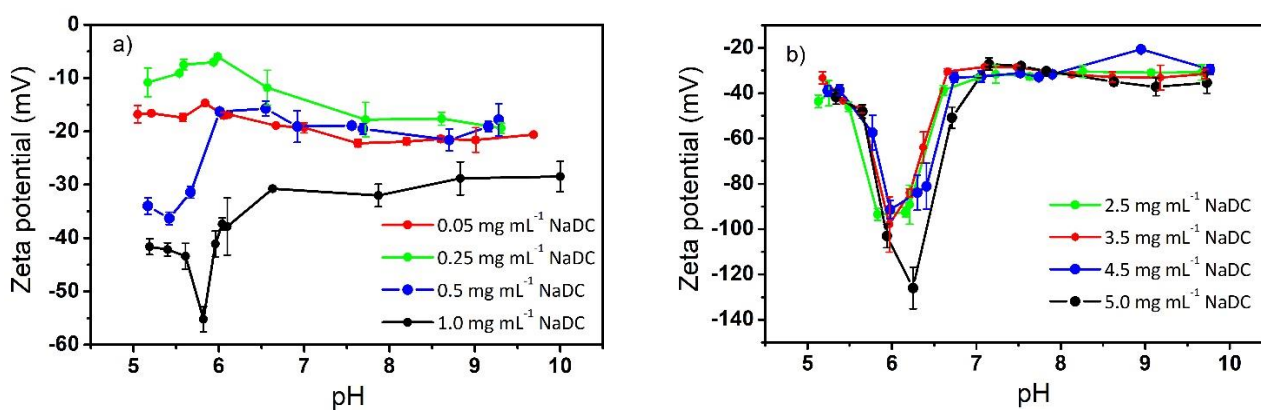 a)
Zeta potential (mV)
0
-10
-20
-30
-40
-50
-60
5 6 7 8 9 10
pH
0.05 mg mL⁻¹ NaDC
0.25 mg mL⁻¹ NaDC
0.5 mg mL⁻¹ NaDC
1.0 mg mL⁻¹ NaDC
b)
Zeta potential (mV)
-20
-40
-60
-80
-100
-120
-140
5 6 7 8 9 10
pH
2.5 mg mL⁻¹ NaDC
3.5 mg mL⁻¹ NaDC
4.5 mg mL⁻¹ NaDC
5.0 mg mL⁻¹ NaDC